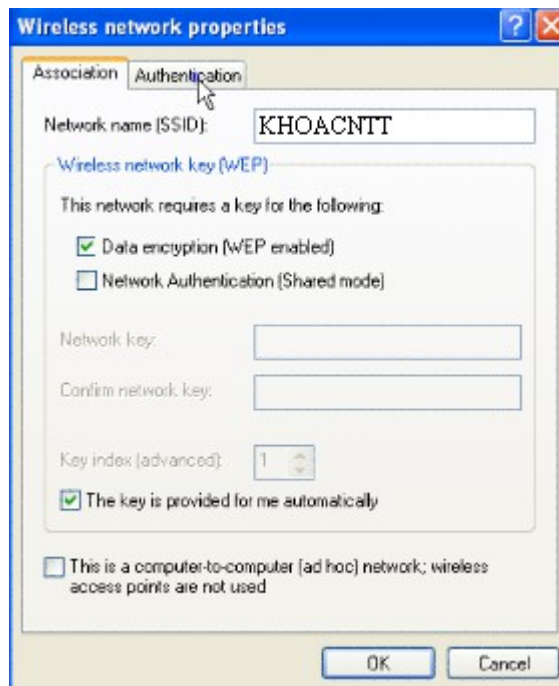 Wireless network properties
Association
Authentication
Network name (SSID):
KHOACNTT
Wireless network key (WEP)
This network requires a key for the following:
Data encryption (WEP enabled)
Network Authentication (Shared mode)
Network key:
Confirm network key:
Key index (advanced):
1
The key is provided for me automatically
This is a computer-to-computer (ad hoc) network; wireless
access points are not used
OK
Cancel